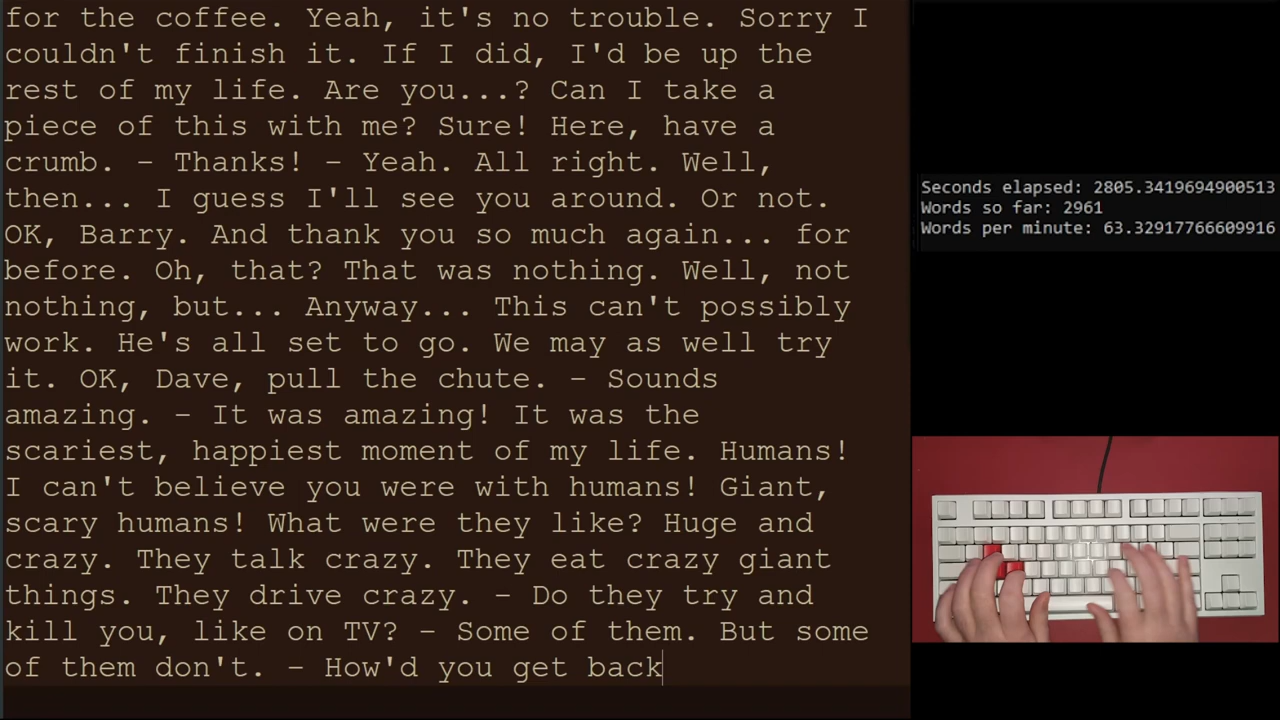 for the coffee. Yeah, it's no trouble. Sorry I
couldn't finish it. If I did, I'd be up the
rest of my life. Are you...? Can I take a
piece of this with me? Sure! Here, have a
crumb. - Thanks! - Yeah. All right. Well,
then... I guess I'll see you around. Or not.
OK, Barry. And thank you so much again... for
before. Oh, that? That was nothing. Well, not
nothing, but... Anyway... This can't possibly
work. He's all set to go. We may as well try
it. OK, Dave, pull the chute. - Sounds
amazing. - It was amazing! It was the
scariest, happiest moment of my life. Humans!
I can't believe you were with humans! Giant,
scary humans! What were they like? Huge and
crazy. They talk crazy. They eat crazy giant
things. They drive crazy. - Do they try and
kill you, like on TV? - Some of them. But some
of them don't. - How'd you get back
Seconds elapsed: 2805.3419694900513
Words so far: 2961
Words per minute: 63.32917766609916